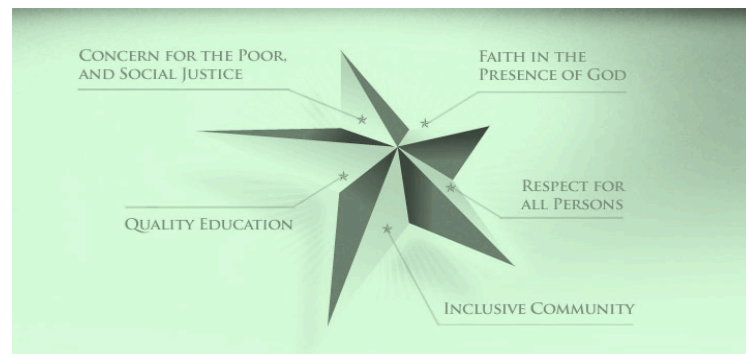 CONCERN FOR THE POOR,
AND SOCIAL JUSTICE
FAITH IN THE
PRESENCE OF GOD
RESPECT FOR
ALL PERSONS
QUALITY EDUCATION
INCLUSIVE COMMUNITY